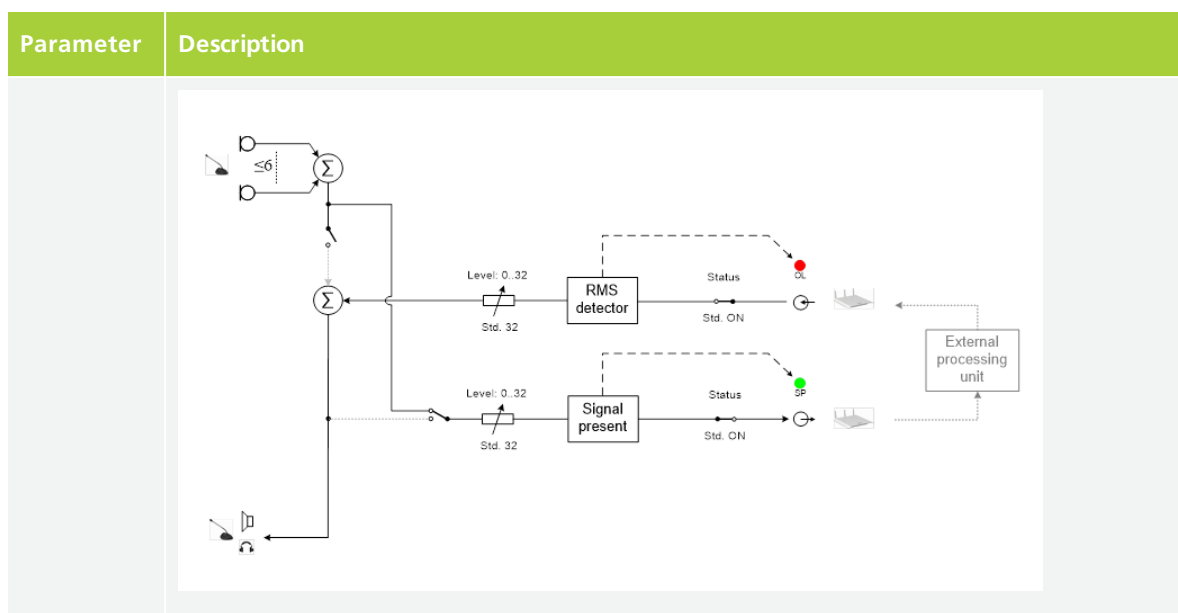 Parameter
Description
≤6
Σ
Σ
Level: 0..32
Std. 32
RMS
detector
Status
Std. ON
OL
External
processing
unit
Level: 0..32
Std. 32
Signal
present
Status
Std. ON
SP